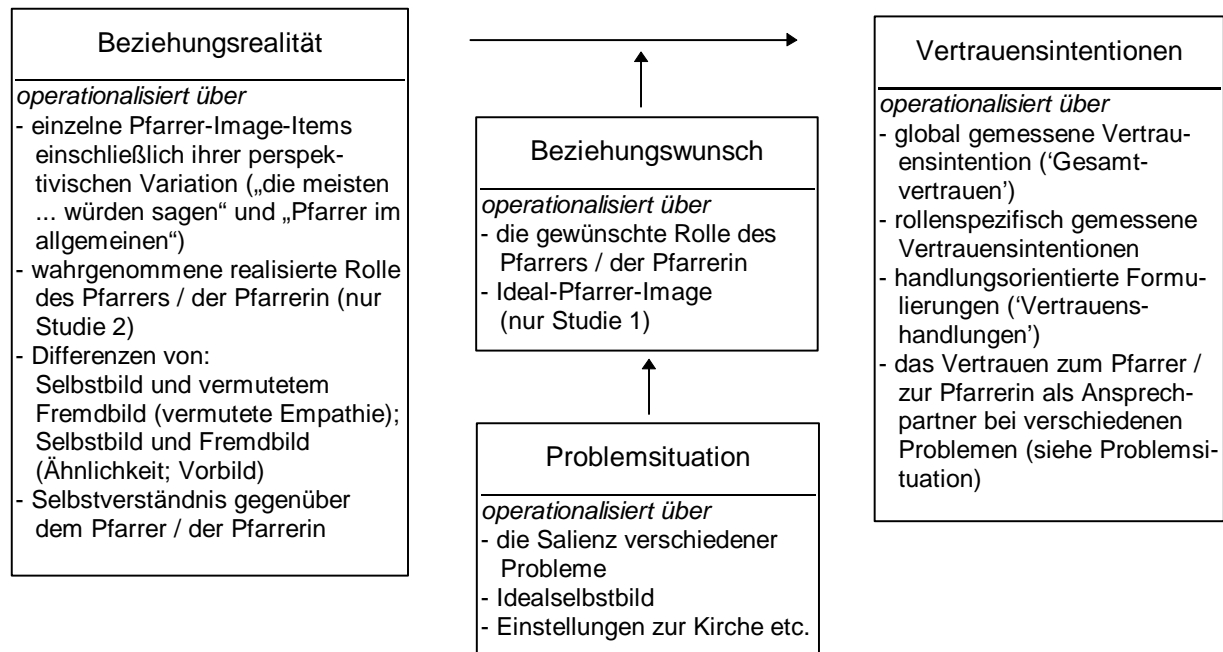 Beziehungsrealität
operationalisiert über
- einzelne Pfarrer-Image-Items
einschließlich ihrer perspek-
tivischen Variation („die meisten
... würden sagen“ und „Pfarrer im
allgemeinen“)
- wahrgenommene realisierte Rolle
des Pfarrers / der Pfarrerin (nur
Studie 2)
- Differenzen von:
Selbstbild und vermutetem
Fremdbild (vermutete Empathie);
Selbstbild und Fremdbild
(Ähnlichkeit; Vorbild)
- Selbstverständnis gegenüber
dem Pfarrer / der Pfarrerin
Beziehungswunsch
operationalisiert über
- die gewünschte Rolle des
Pfarrers / der Pfarrerin
- Ideal-Pfarrer-Image
(nur Studie 1)
Problemsituation
operationalisiert über
- die Salienz verschiedener
Probleme
- Idealselbstbild
- Einstellungen zur Kirche etc.
Vertrauensintentionen
operationalisiert über
- global gemessene Vertrau-
ensintention (‘Gesamt-
vertrauen’)
- rollenspezifisch gemessene
Vertrauensintentionen
- handlungsorientierte Formu-
lierungen (‘Vertrauens-
handlungen’)
- das Vertrauen zum Pfarrer /
zur Pfarrerin als Ansprech-
partner bei verschiedenen
Problemen (siehe Problemsi-
tuation)